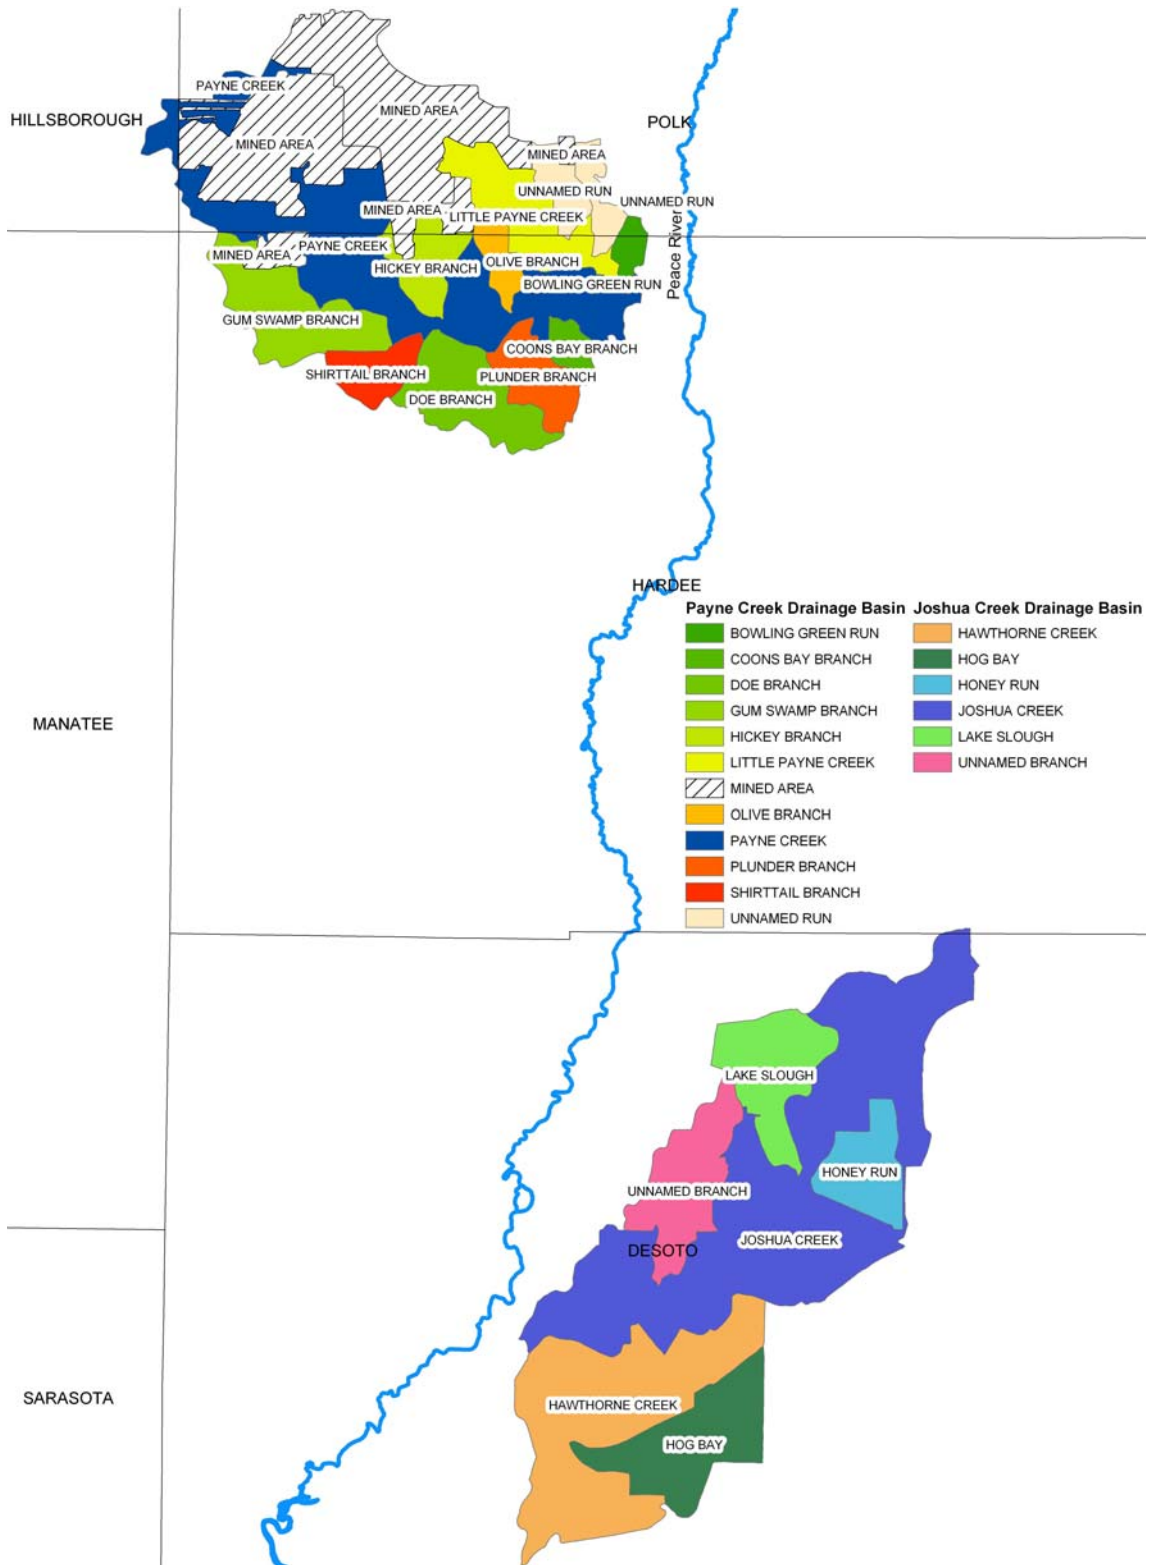 PAYNE CREEK
MINED AREA
HILLSBOROUGH
POLK
MINED AREA
MINED AREA
UNNAMED RUN
UNNAMED RUN
MINED AREA
LITTLE PAYNE CREEK
Peace River
PAYNE CREEK
MINED AREA
OLIVE BRANCH
HICKEY BRANCH
BOWLING GREEN RUN
GUM SWAMP BRANCH
COONS BAY BRANCH
SHIRTTAIL BRANCH
PLUNDER BRANCH
DOE BRANCH
HARDEE
MANATEE
Payne Creek Drainage Basin
BOWLING GREEN RUN
COONS BAY BRANCH
DOE BRANCH
GUM SWAMP BRANCH
HICKEY BRANCH
LITTLE PAYNE CREEK
MINED AREA
OLIVE BRANCH
PAYNE CREEK
PLUNDER BRANCH
SHIRTTAIL BRANCH
UNNAMED RUN
Joshua Creek Drainage Basin
HAWTHORNE CREEK
HOG BAY
HONEY RUN
JOSHUA CREEK
LAKE SLOUGH
UNNAMED BRANCH
LAKE SLOUGH
HONEY RUN
UNNAMED BRANCH
JOSHUA CREEK
DESOTO
SARASOTA
HAWTHORNE CREEK
HOG BAY